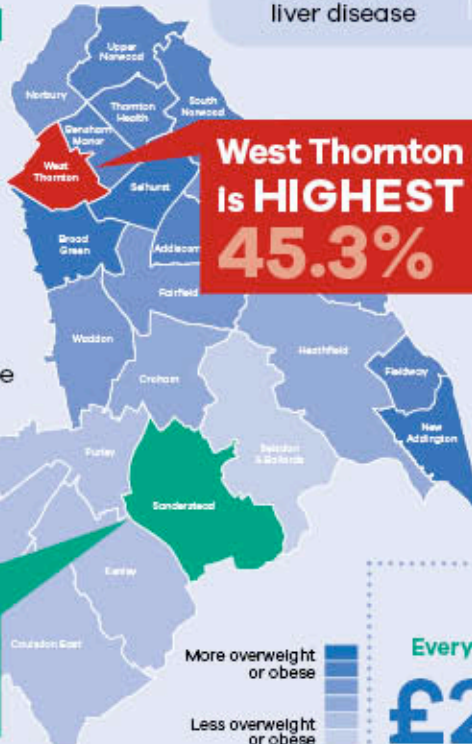 liver disease
Upper
Norwood
Norbury
Thornton
Heath
South
Norwood
Bensham
Manor
West
Thornton
Selhurst
West Thornton
is HIGHEST
45.3%
Broad
Green
Addiscom
Fairfield
Waddon
Heathfield
Croham
Fieldway
New
Addington
Purley
Selsdon
& Ballards
Sanderstead
Kenley
Coulsdon East
More overweight
or obese
Less overweight
or obese
Every
£2